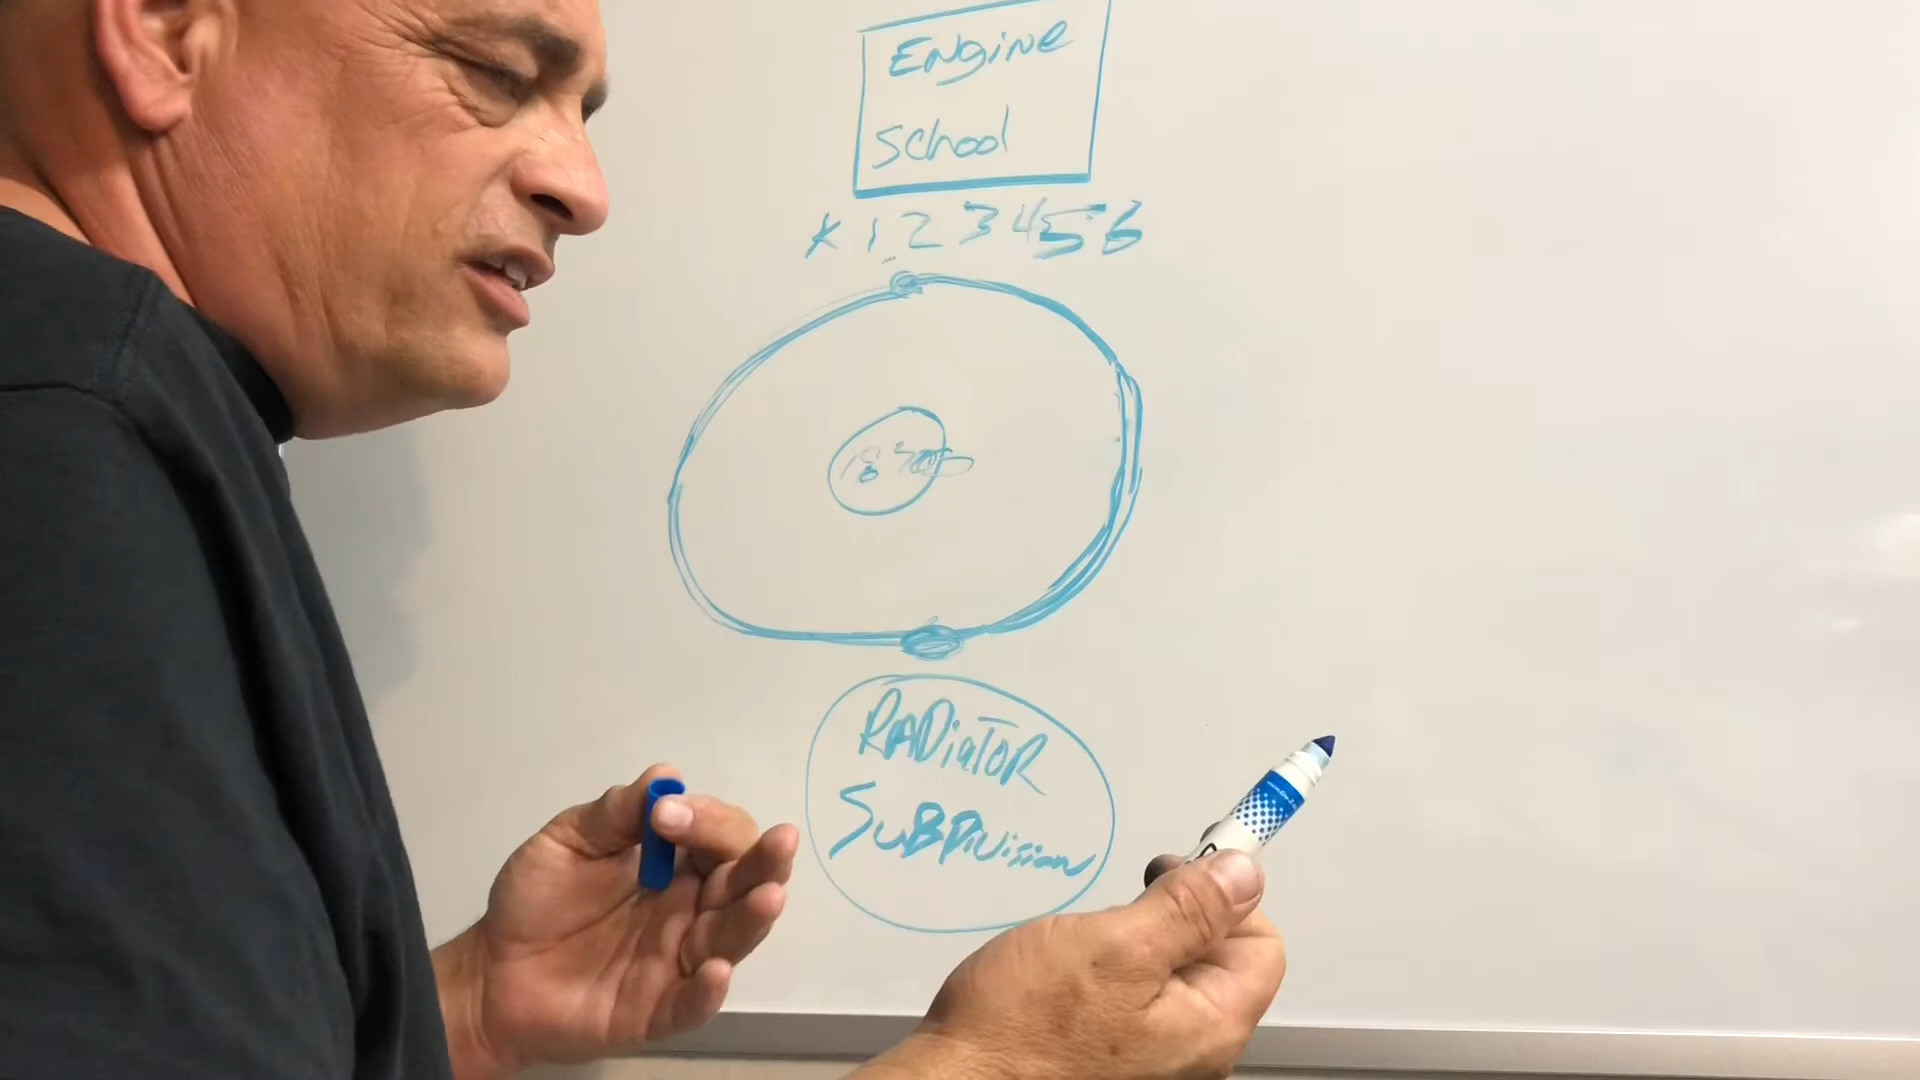 Engine
School
K 1 2 3 4 5 6
RADiATOR
SUBDivision